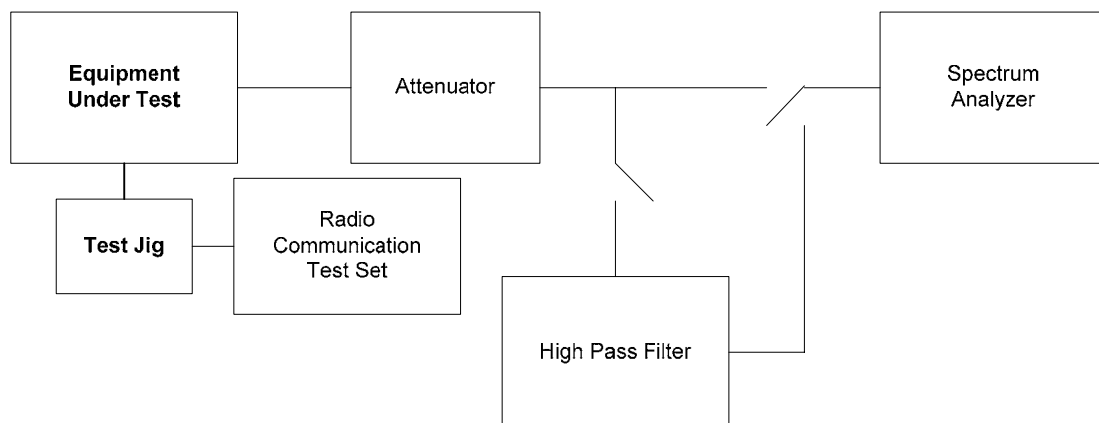 Equipment
Under Test
Attenuator
Spectrum
Analyzer
Test Jig
Radio
Communication
Test Set
High Pass Filter